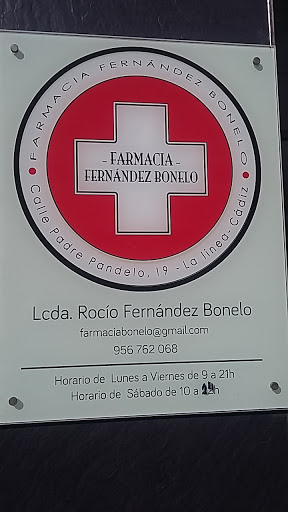 FARMACIA FERNÁNDEZ BONELO
Calle Padre Pandelo, 19 - La línea - Cádiz
- FARMACIA -
FERNÁNDEZ BONELO
Lcda. Rocío Fernández Bonelo
farmaciabonelo@gmail.com
956 762 068
Horario de Lunes a Viernes de 9 a 21h
Horario de Sábado de 10 a